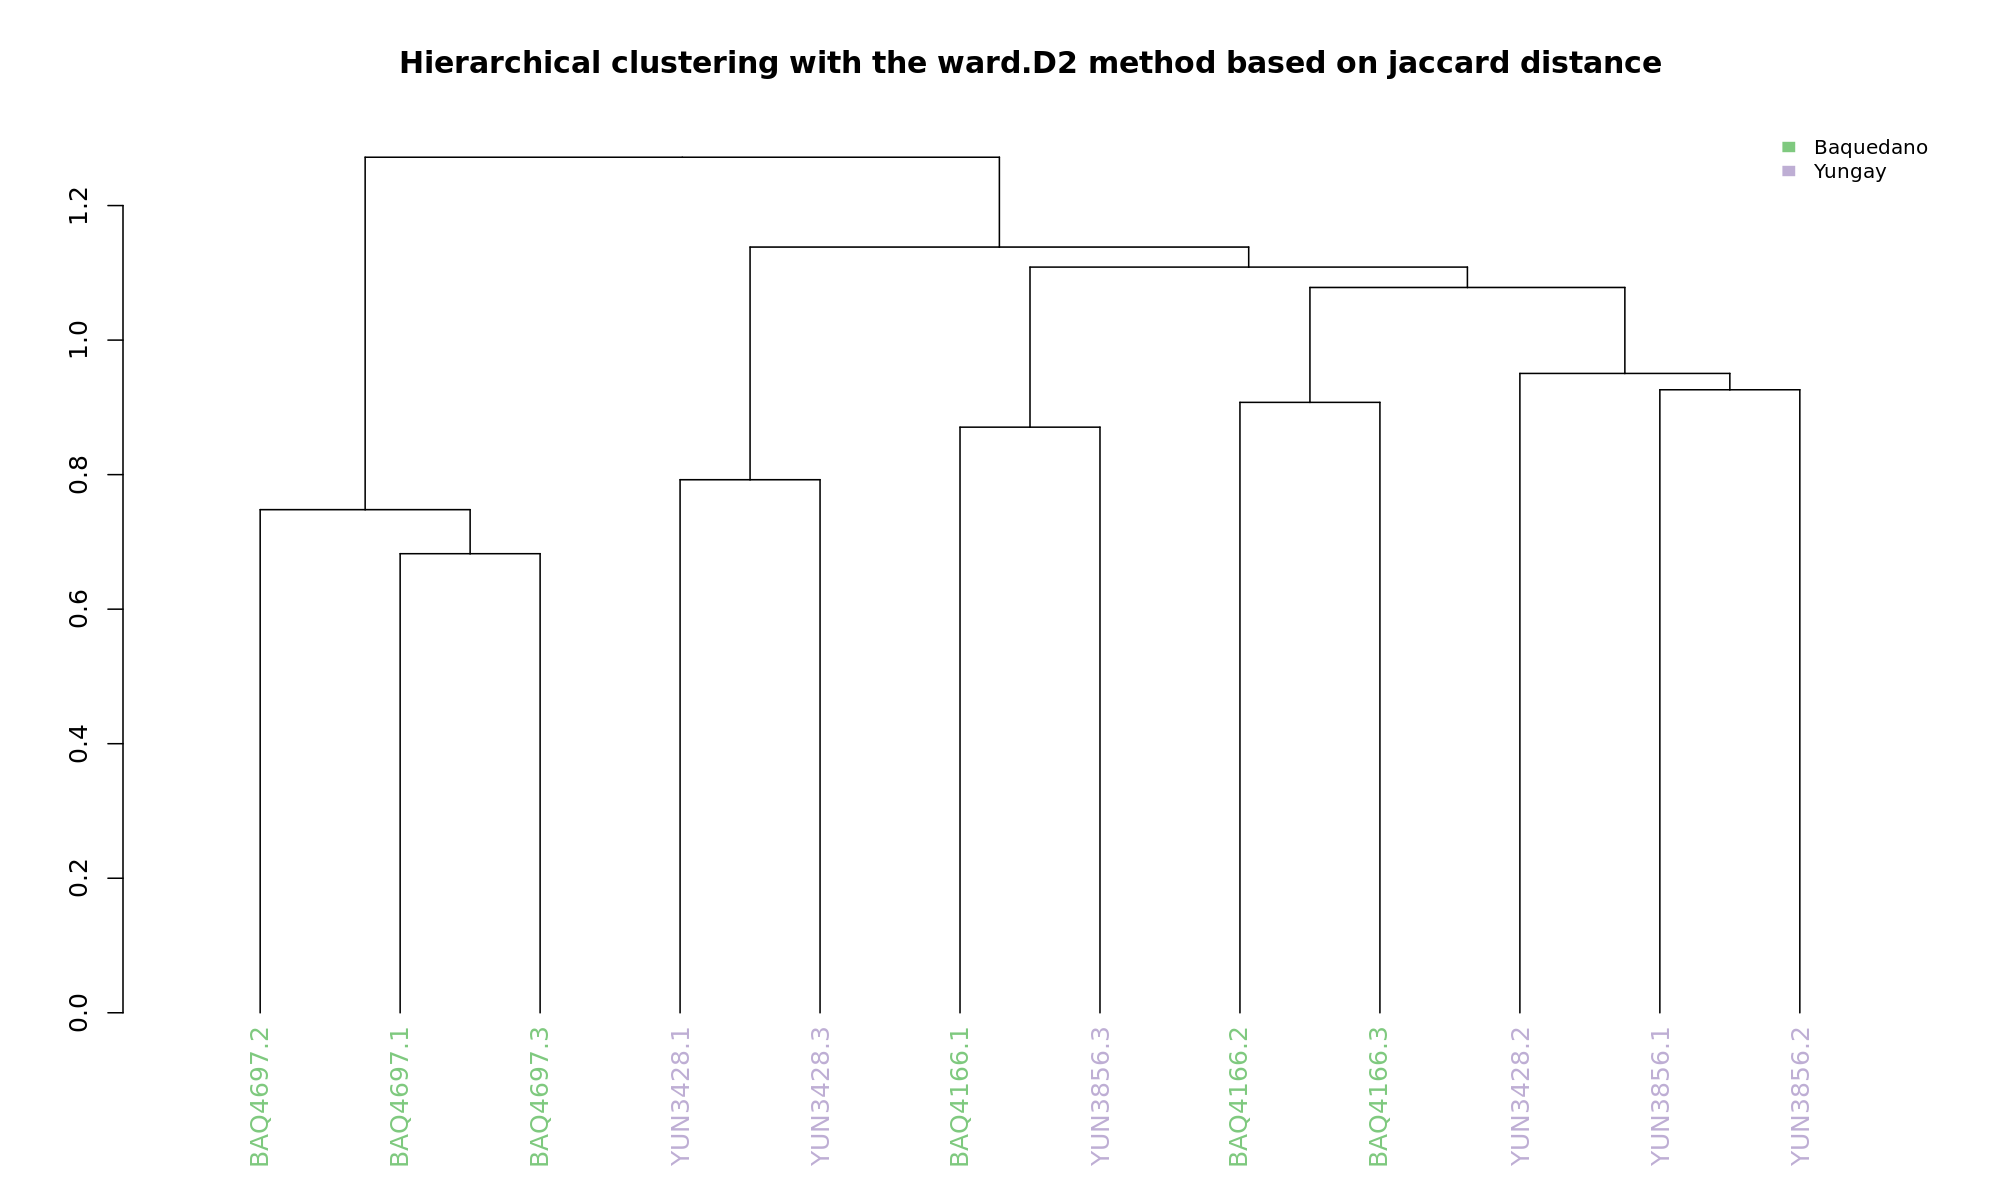 Hierarchical clustering with the ward.D2 method based on jaccard distance
Baquedano
Yungay
1.2
1.0
0.8
0.6
0.4
0.2
0.0
BAQ4697.2
BAQ4697.1
BAQ4697.3
YUN3428.1
YUN3428.3
BAQ4166.1
YUN3856.3
BAQ4166.2
BAQ4166.3
YUN3428.2
YUN3856.1
YUN3856.2